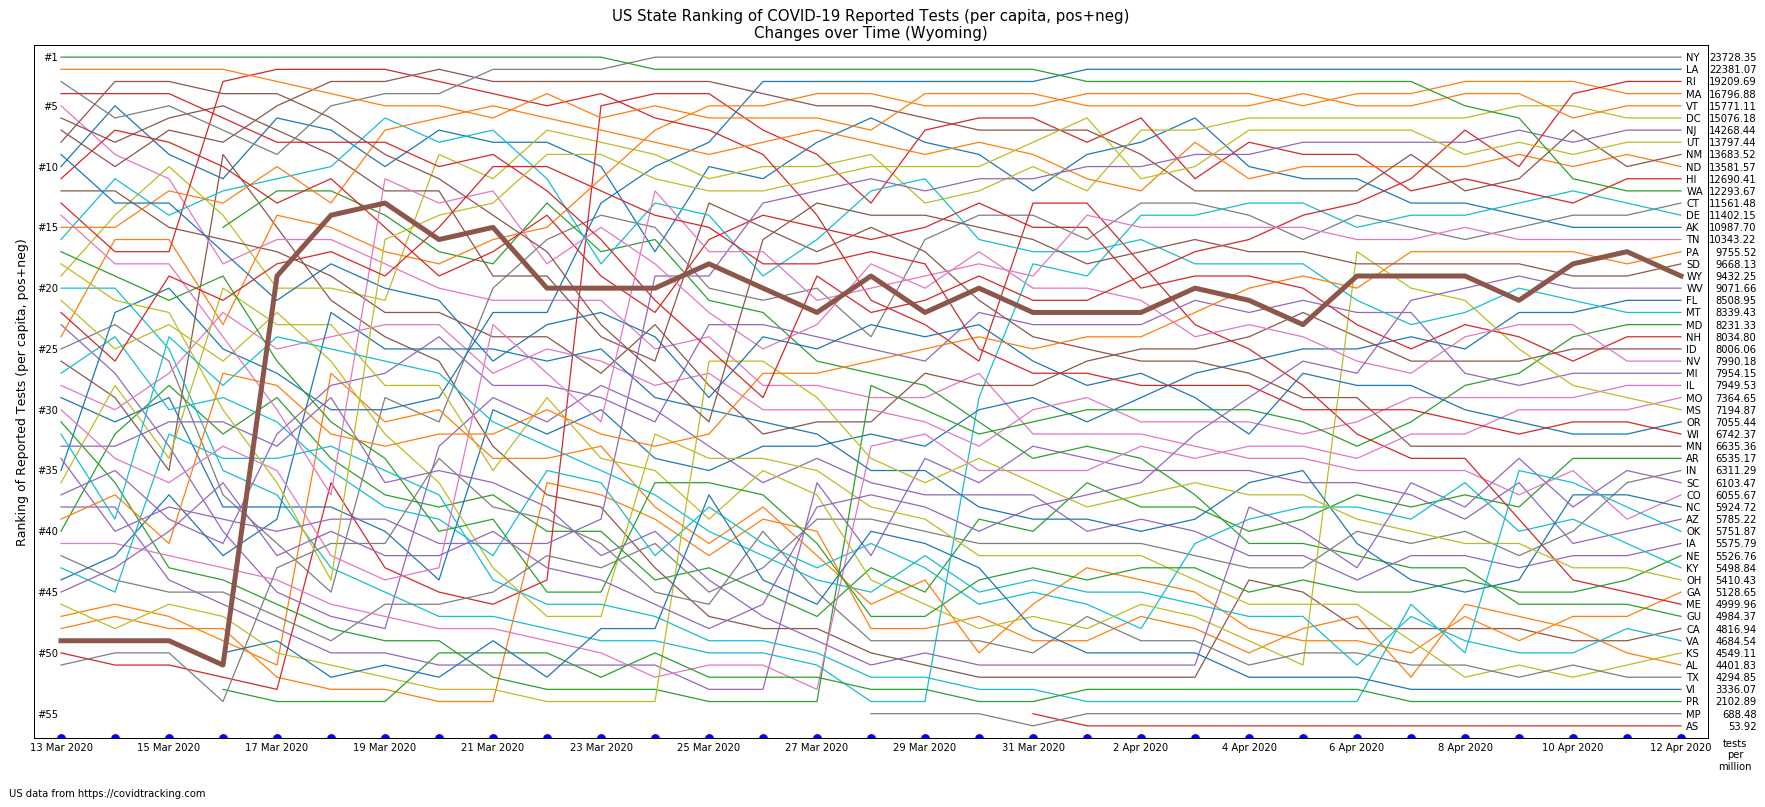 US State Ranking of COVID-19 Reported Tests (per capita, pos+neg)
Changes over Time (Wyoming)
Ranking of Reported Tests (per capita, pos+neg)
#1
#5
#10
#15
#20
#25
#30
#35
#40
#45
#50
#55
NY 23728.35
LA 22381.07
RI 19209.69
MA 16796.88
VT 15771.11
DC 15076.18
NJ 14268.44
UT 13797.44
NM 13683.52
ND 13581.57
HI 12690.41
WA 12293.67
CT 11561.48
DE 11402.15
AK 10987.70
TN 10343.22
PA 9755.52
SD 9668.13
WY 9432.25
WV 9071.66
FL 8508.95
MT 8339.43
MD 8231.33
NH 8034.80
ID 8006.06
NV 7990.18
MI 7954.15
IL 7949.53
MO 7364.65
MS 7194.87
OR 7055.44
WI 6742.37
MN 6635.36
AR 6535.17
IN 6311.29
SC 6103.47
CO 6055.67
NC 5924.72
AZ 5785.22
OK 5751.87
IA 5575.79
NE 5526.76
KY 5498.84
OH 5410.43
GA 5128.65
ME 4999.96
GU 4984.37
CA 4816.94
VA 4684.54
KS 4549.11
AL 4401.83
TX 4294.85
VI 3336.07
PR 2102.89
MP 688.48
AS 53.92
13 Mar 2020 15 Mar 2020 17 Mar 2020 19 Mar 2020 21 Mar 2020 23 Mar 2020 25 Mar 2020 27 Mar 2020 29 Mar 2020 31 Mar 2020 2 Apr 2020 4 Apr 2020 6 Apr 2020 8 Apr 2020 10 Apr 2020 12 Apr 2020
tests
per
million
US data from https://covidtracking.com